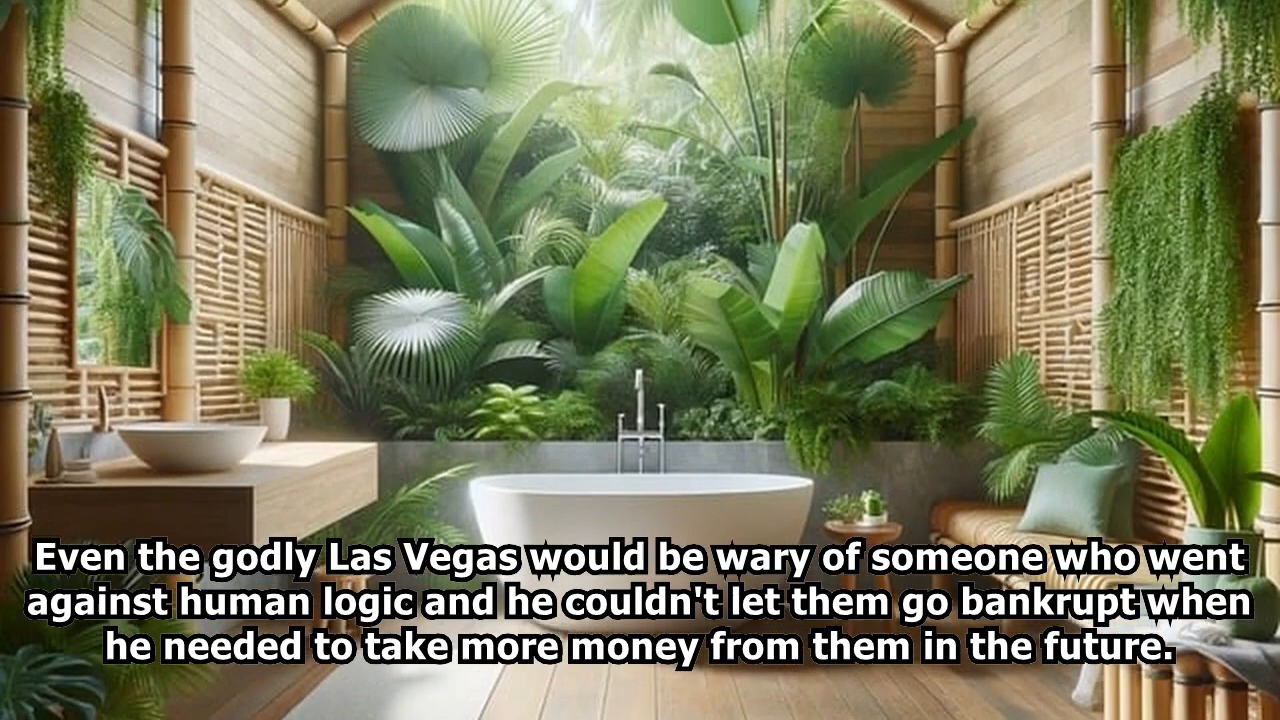 Even the godly Las Vegas would be wary of someone who went
against human logic and he couldn't let them go bankrupt when
he needed to take more money from them in the future.